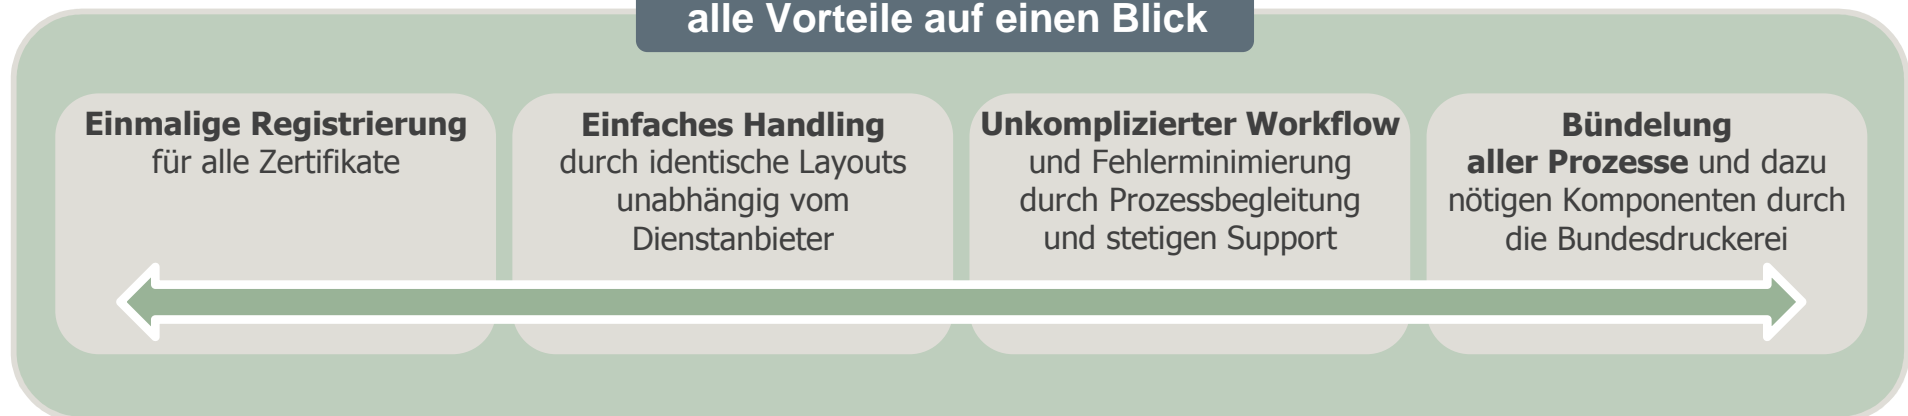 alle Vorteile auf einen Blick
Einmalige Registrierung
für alle Zertifikate
Einfaches Handling
durch identische Layouts
unabhängig vom
Dienstanbieter
Unkomplizierter Workflow
und Fehlerminimierung
durch Prozessbegleitung
und stetigen Support
Bündelung
aller Prozesse und dazu
nötigen Komponenten durch
die Bundesdruckerei